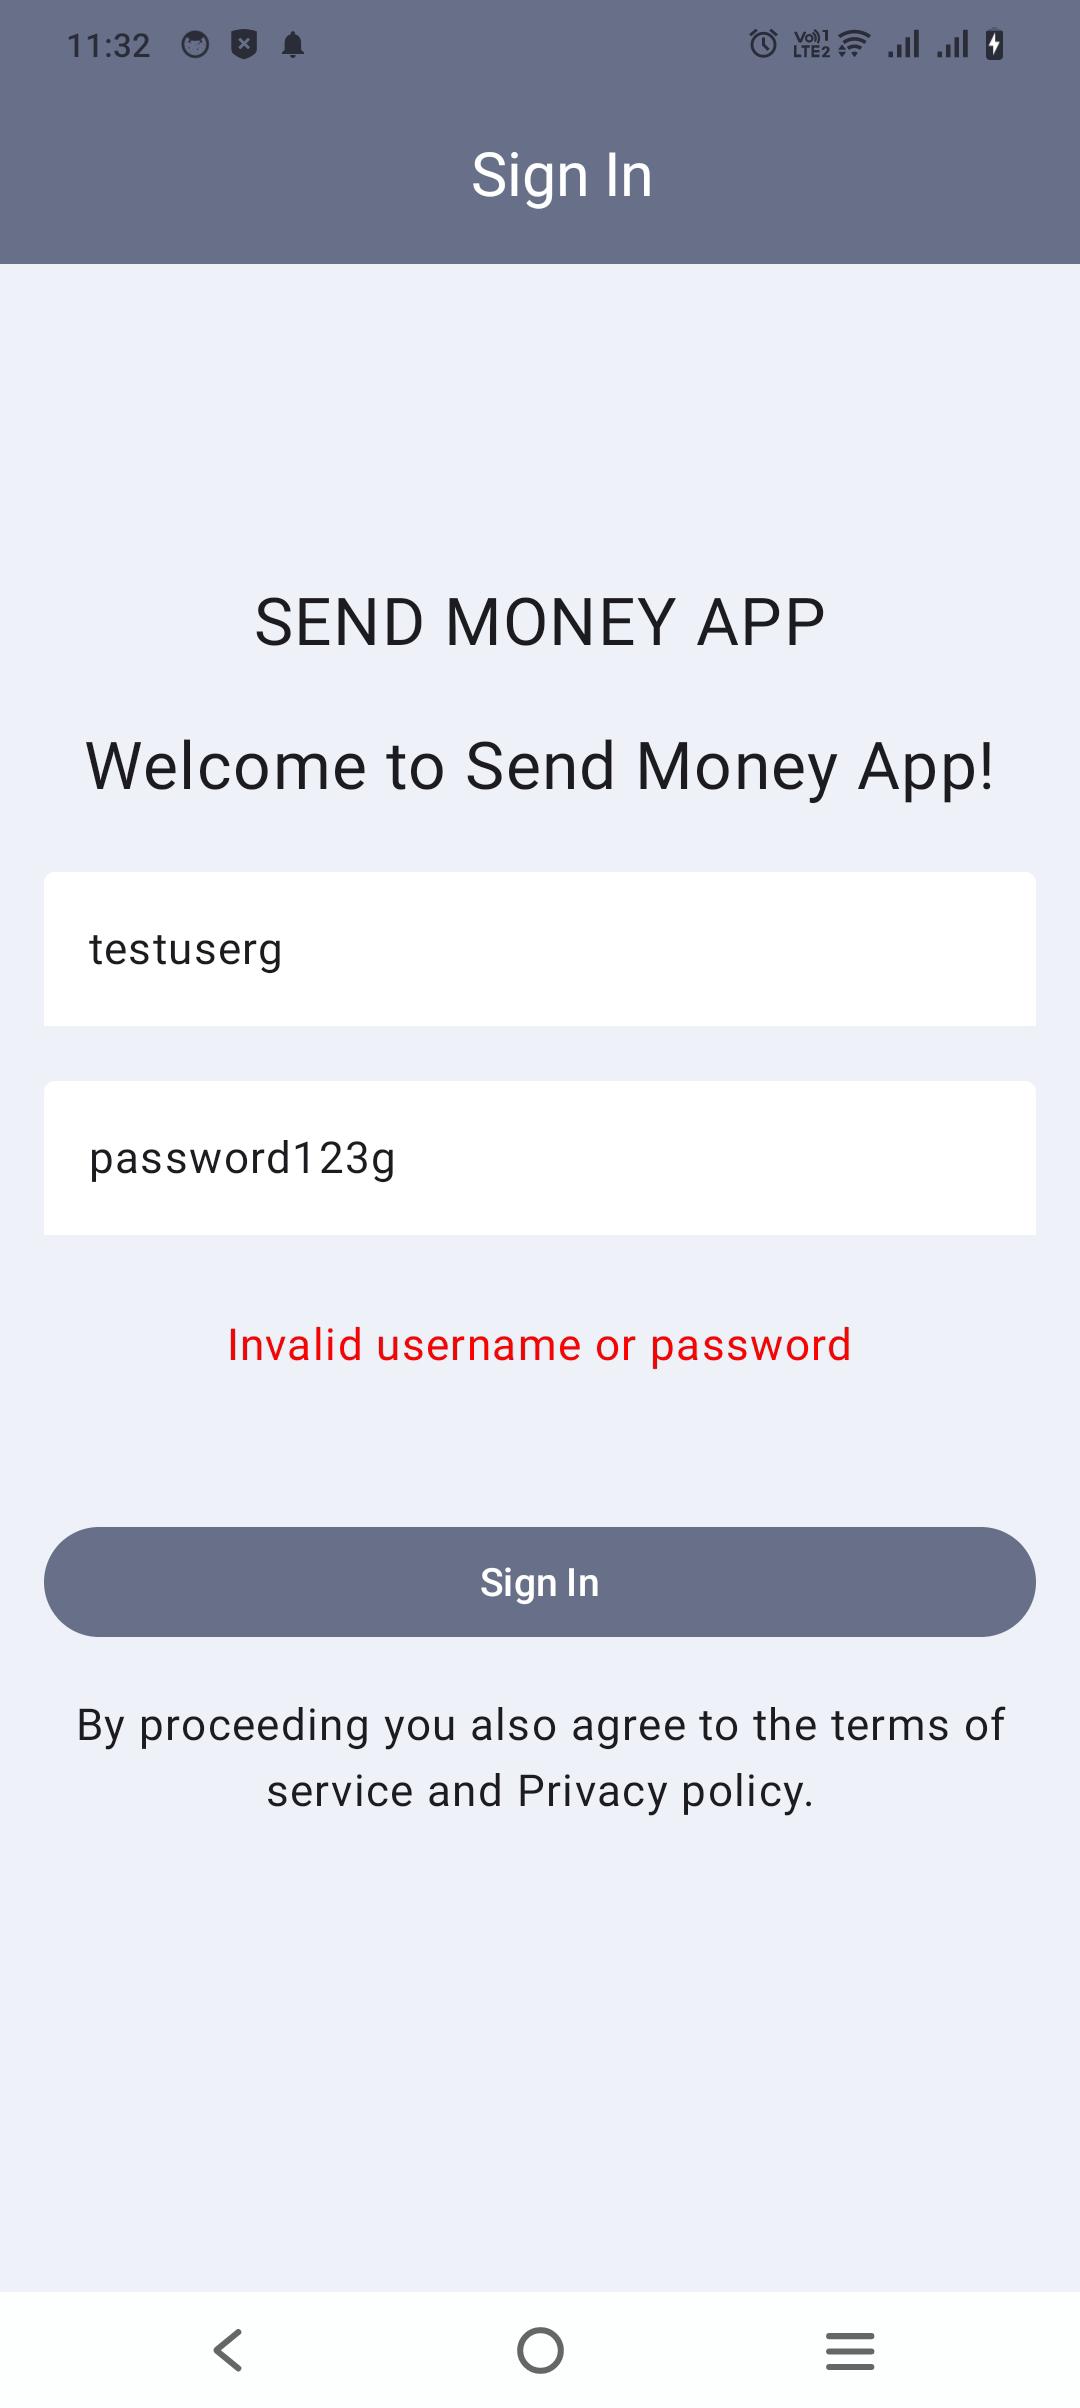 11:32
Vo)) 1
LTE2
Sign In
SEND MONEY APP
Welcome to Send Money App!
testuserg
password123g
Invalid username or password
Sign In
By proceeding you also agree to the terms of
service and Privacy policy.